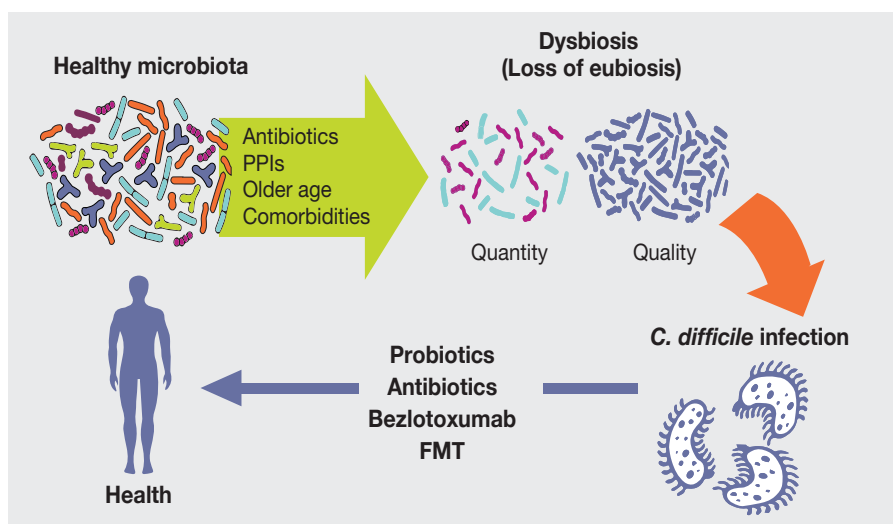 Healthy microbiota
Antibiotics
PPIs
Older age
Comorbidities
Dysbiosis
(Loss of eubiosis)
Quantity
Quality
C. difficile infection
Probiotics
Antibiotics
Bezlotoxumab
FMT
Health